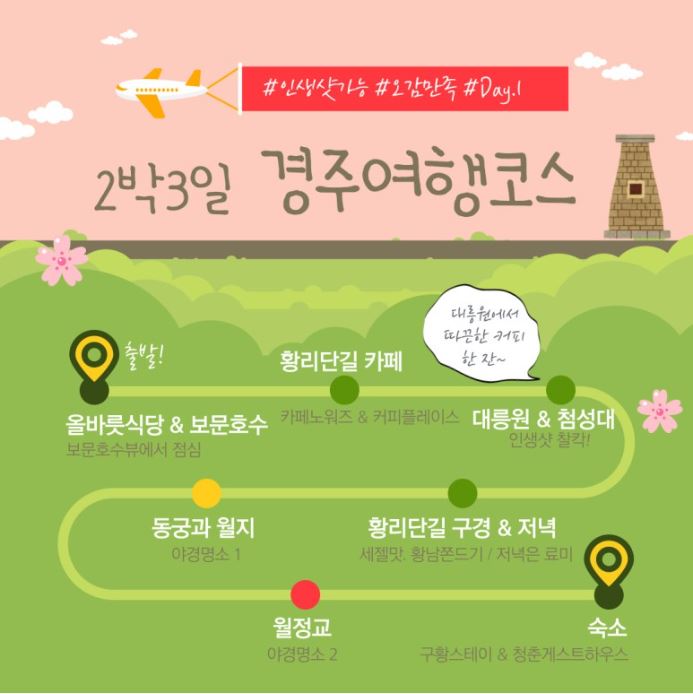 #인생샷가능 #오감만족 #Day.1
2박3일 경주여행코스
대릉원에서
따끈한 커피
한 잔~
출발!
올바릇식당 & 보문호수
보문호수뷰에서 점심
황리단길 카페
카페노워즈 & 커피플레이스
대릉원 & 첨성대
인생샷 찰칵!
황리단길 구경 & 저녁
세젤맛. 황남쫀드기 / 저녁은 료미
동궁과 월지
야경명소 1
월정교
야경명소 2
숙소
구황스테이 & 청춘게스트하우스